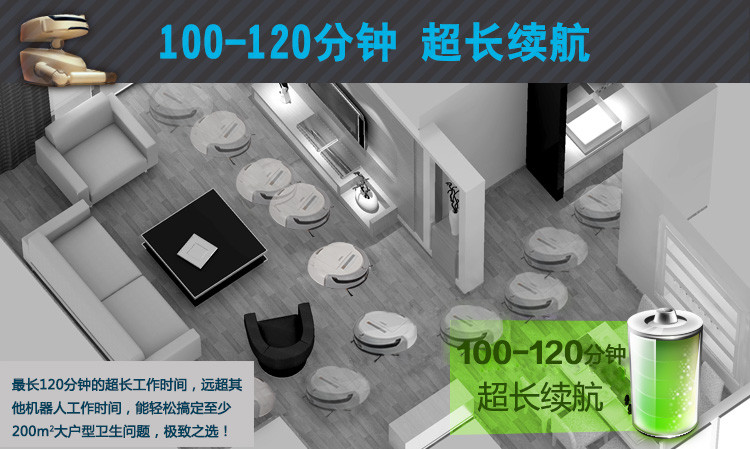 100-120分钟 超长续航
100-120分钟
超长续航
最长120分钟的超长工作时间，远超其
他机器人工作时间，能轻松搞定至少
200m²大户型卫生问题，极致之选！